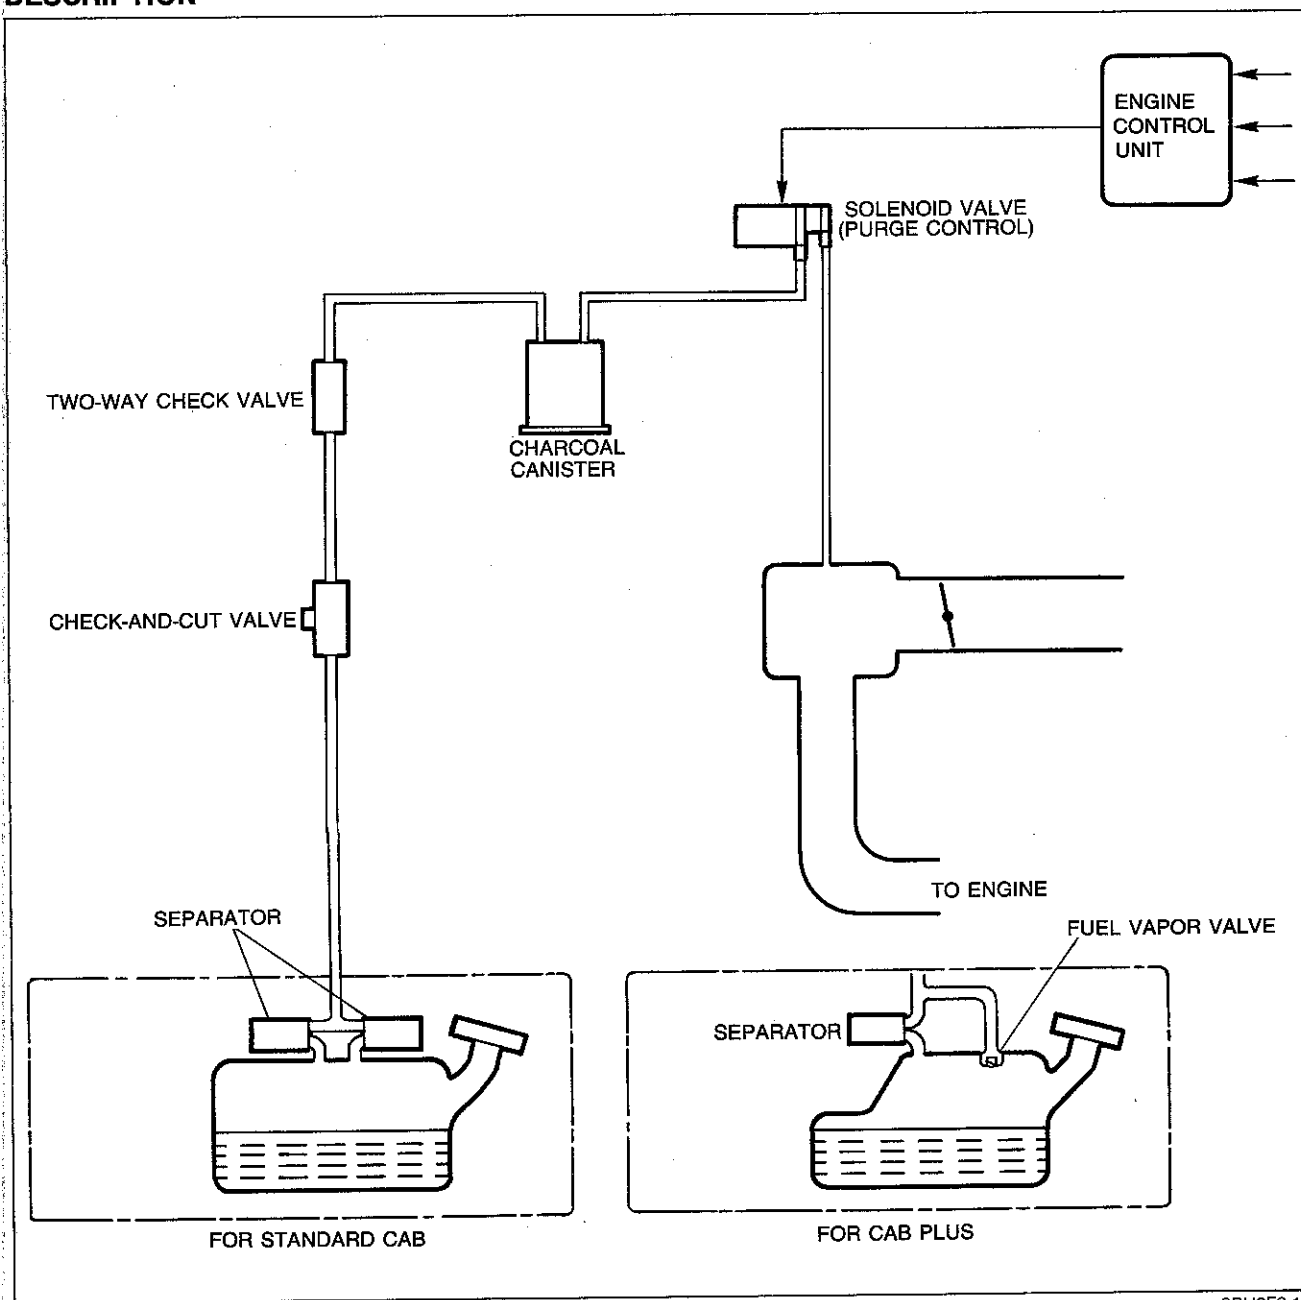 ENGINE
CONTROL
UNIT
SOLENOID VALVE
(PURGE CONTROL)
TWO-WAY CHECK VALVE
CHARCOAL
CANISTER
CHECK-AND-CUT VALVE
TO ENGINE
SEPARATOR
FUEL VAPOR VALVE
SEPARATOR
FOR STANDARD CAB
FOR CAB PLUS